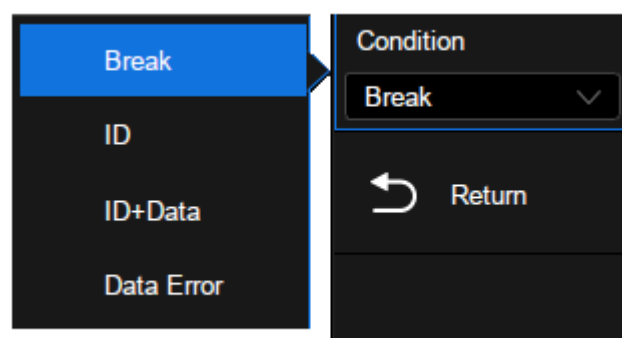 Break
ID
ID+Data
Data Error
Condition
Break
Return